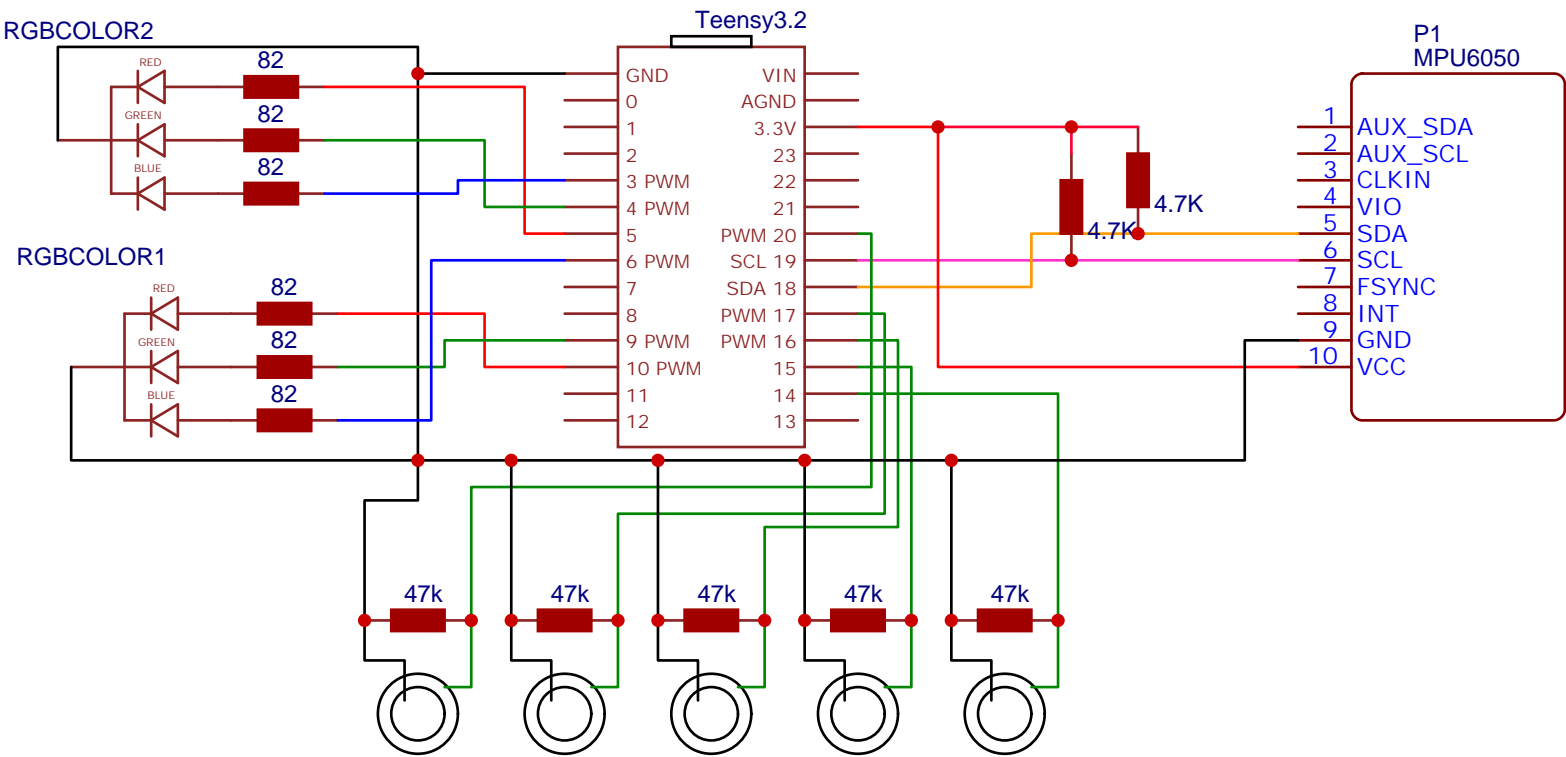 RGBCOLOR2
RED
82
GREEN
82
BLUE
82
RGBCOLOR1
RED
82
GREEN
82
BLUE
82
Teensy3.2
GND
0
1
2
3 PWM
4 PWM
5
6 PWM
7
8
9 PWM
10 PWM
11
12
VIN
AGND
3.3V
23
22
21
PWM 20
SCL 19
SDA 18
PWM 17
PWM 16
15
14
13
4.7K
4.7K
P1
MPU6050
1 AUX_SDA
2 AUX_SCL
3 CLKIN
4 VIO
5 SDA
6 SCL
7 FSYNC
8 INT
9 GND
10 VCC
47k
47k
47k
47k
47k